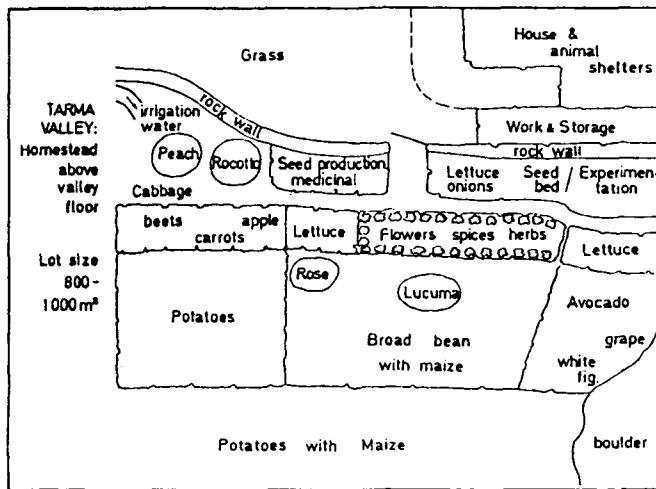 House &
animal
shelters
Grass
rock wall
Work & Storage
rock wall
TARMA
VALLEY:
Homestead
above
valley
floor
irrigation
water
Peach
Rocotto
Seed production
medicinal
Lettuce Seed / Experimen-
onions bed tation
Cabbage
beets apple
carrots
Lettuce
Flowers spices herbs
Lettuce
Lot size
800-
1000m²
Rose
Lucuma
Potatoes
Broad bean
with maize
Avocado
grape
white
fig.
Potatoes with Maize
boulder